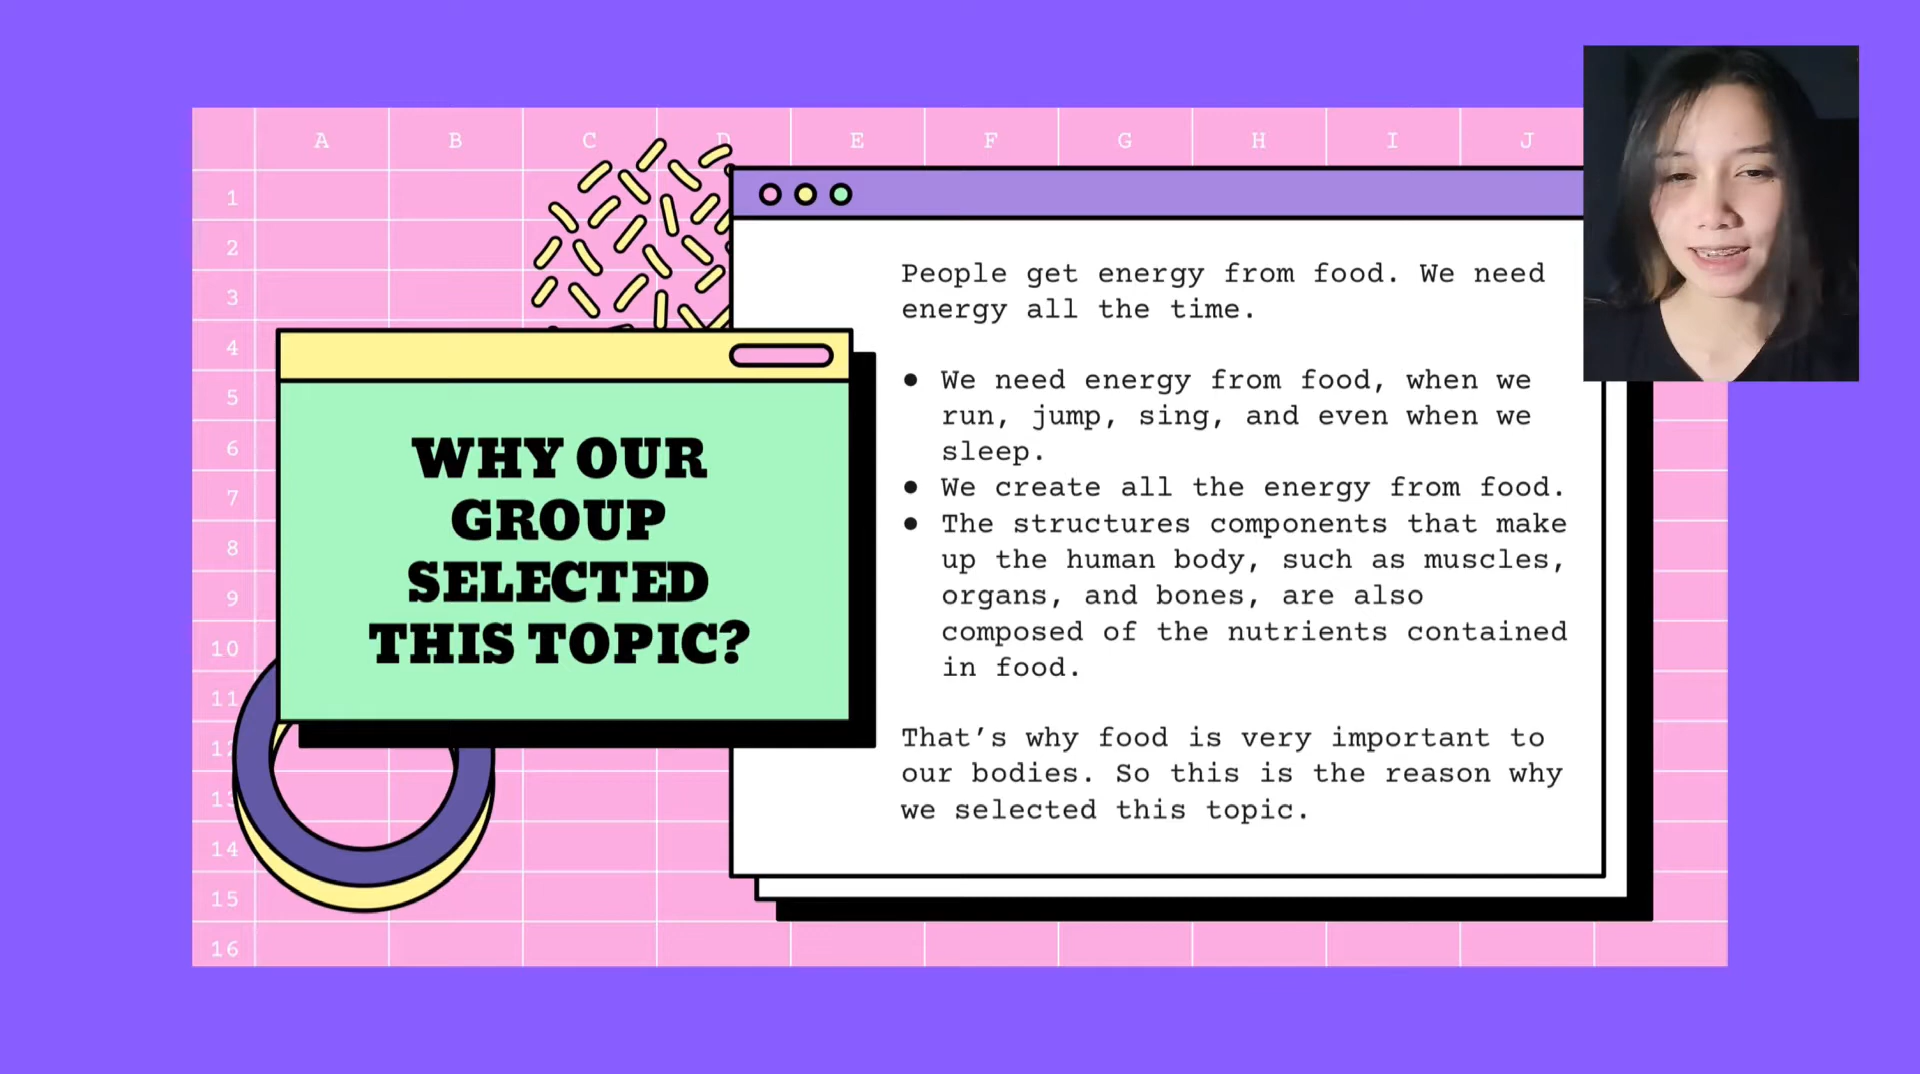 A B C D E F G H I J
1
2
3
4
5
6
7
8
9
10
11
12
13
14
15
16
WHY OUR
GROUP
SELECTED
THIS TOPIC?
People get energy from food. We need
energy all the time.
● We need energy from food, when we
run, jump, sing, and even when we
sleep.
● We create all the energy from food.
● The structures components that make
up the human body, such as muscles,
organs, and bones, are also
composed of the nutrients contained
in food.
That’s why food is very important to
our bodies. So this is the reason why
we selected this topic.